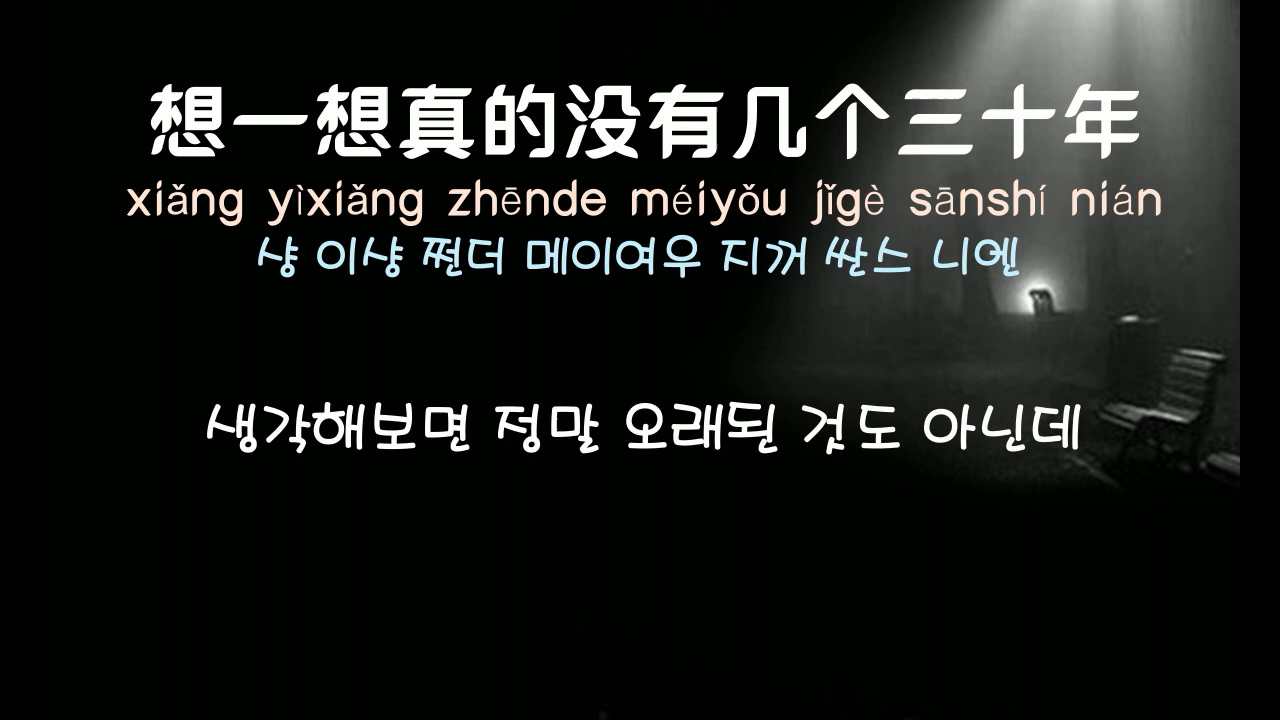 想一想真的没有几个三十年
xiǎng yìxiǎng zhēnde méiyǒu jǐgè sānshí nián
샹 이샹 쩐더 메이여우 지꺼 싼스 니엔
생각해보면 정말 오래된 것도 아닌데